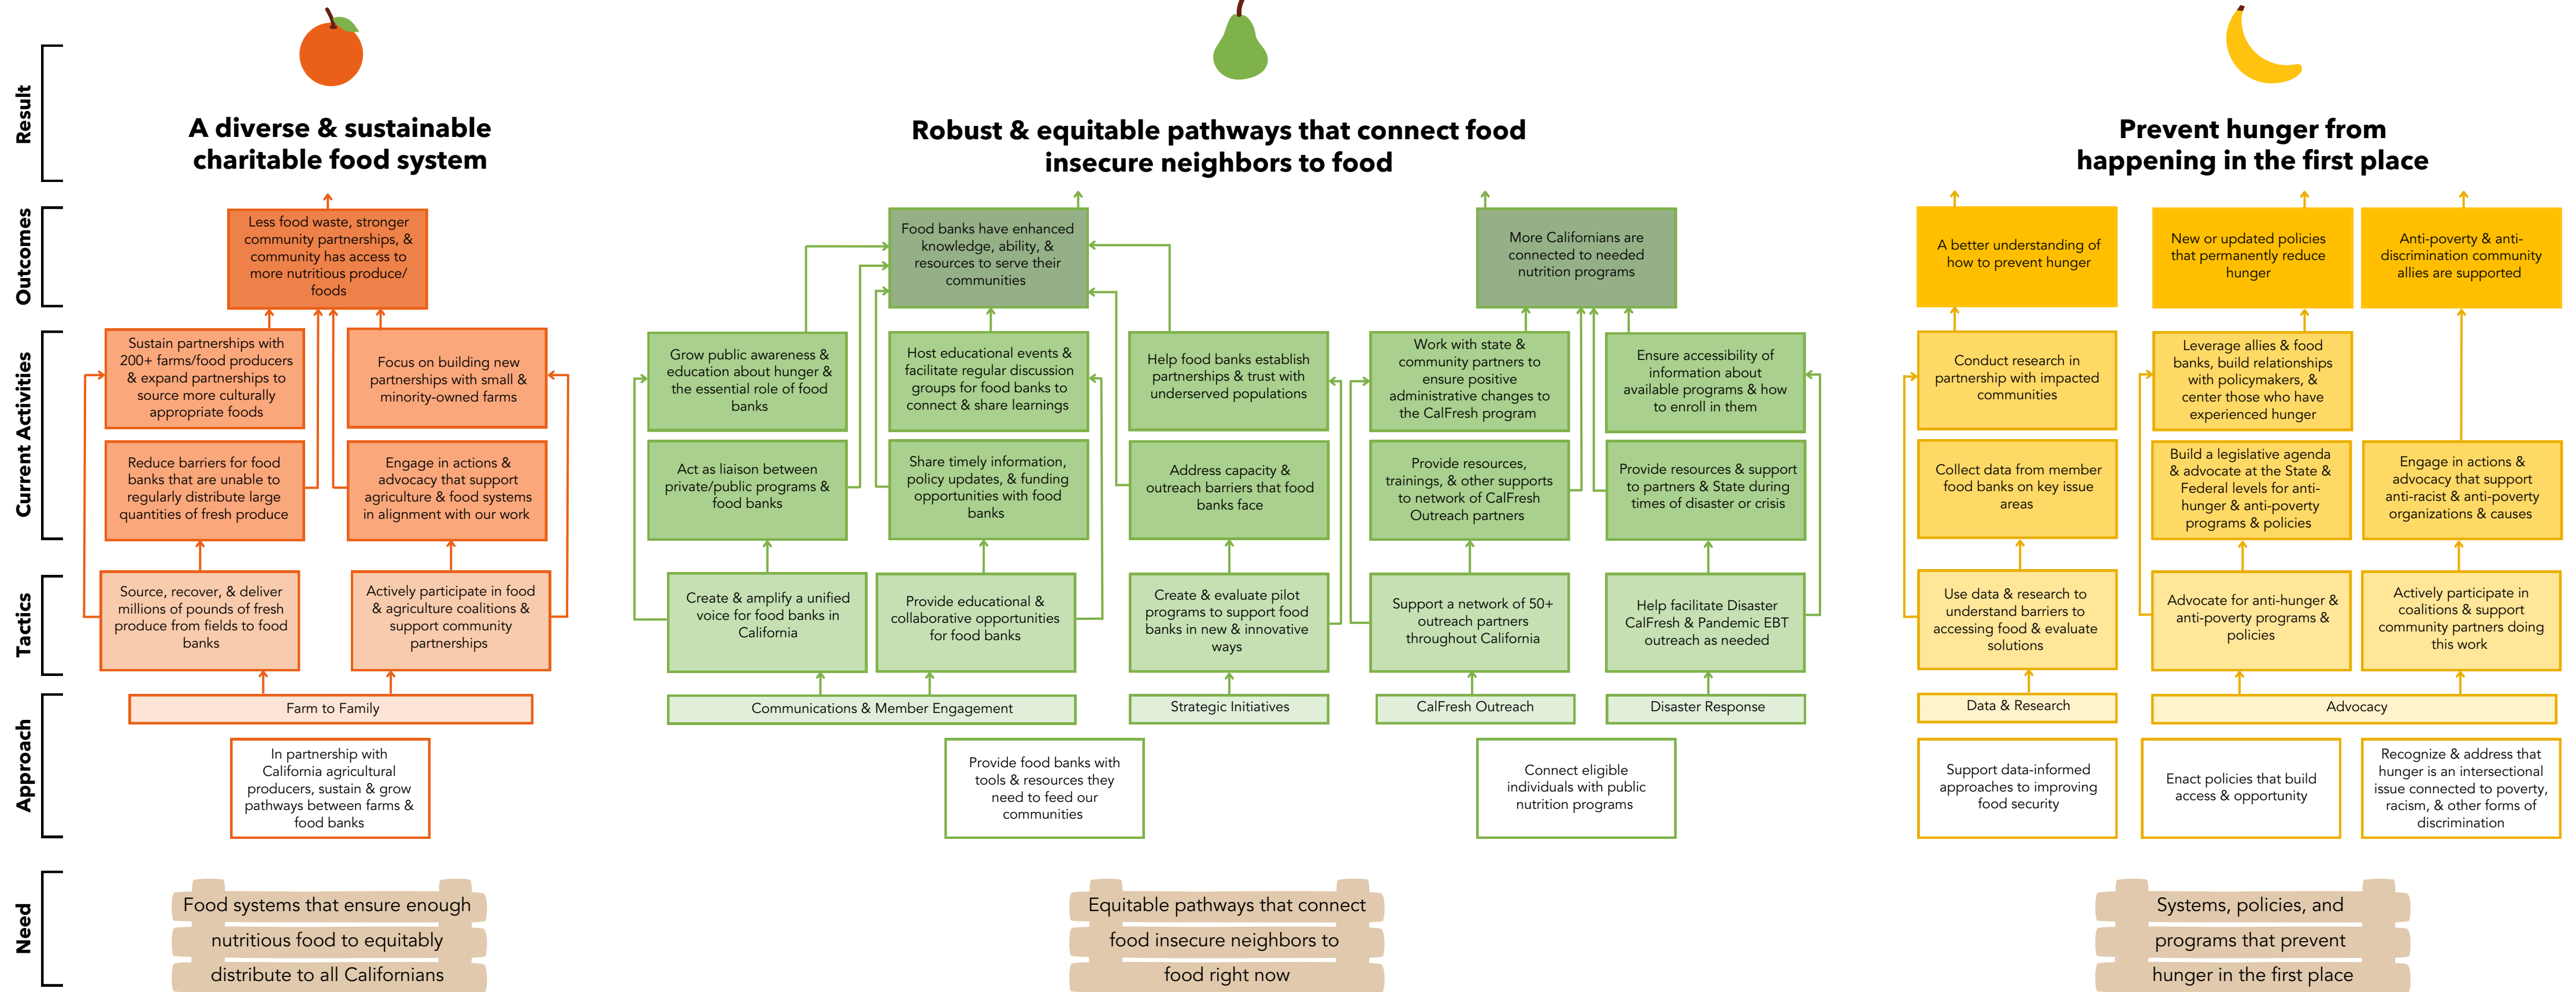 Result
A diverse & sustainable
charitable food system
Robust & equitable pathways that connect food
insecure neighbors to food
Prevent hunger from
happening in the first place
Outcomes
Less food waste, stronger
community partnerships, &
community has access to
more nutritious produce/
foods
Food banks have enhanced
knowledge, ability, &
resources to serve their
communities
More Californians are
connected to needed
nutrition programs
A better understanding of
how to prevent hunger
New or updated policies
that permanently reduce
hunger
Anti-poverty & anti-
discrimination community
allies are supported
Current Activities
Sustain partnerships with
200+ farms/food producers
& expand partnerships to
source more culturally
appropriate foods
Focus on building new
partnerships with small &
minority-owned farms
Grow public awareness &
education about hunger &
the essential role of food
banks
Host educational events &
facilitate regular discussion
groups for food banks to
connect & share learnings
Help food banks establish
partnerships & trust with
underserved populations
Work with state &
community partners to
ensure positive
administrative changes to
the CalFresh program
Ensure accessibility of
information about
available programs & how
to enroll in them
Conduct research in
partnership with impacted
communities
Leverage allies & food
banks, build relationships
with policymakers, &
center those who have
experienced hunger
Reduce barriers for food
banks that are unable to
regularly distribute large
quantities of fresh produce
Engage in actions &
advocacy that support
agriculture & food systems
in alignment with our work
Act as liaison between
private/public programs &
food banks
Share timely information,
policy updates, & funding
opportunities with food
banks
Address capacity &
outreach barriers that food
banks face
Provide resources,
trainings, & other supports
to network of CalFresh
Outreach partners
Provide resources & support
to partners & State during
times of disaster or crisis
Collect data from member
food banks on key issue
areas
Build a legislative agenda
& advocate at the State &
Federal levels for anti-
hunger & anti-poverty
programs & policies
Engage in actions &
advocacy that support
anti-racist & anti-poverty
organizations & causes
Tactics
Source, recover, & deliver
millions of pounds of fresh
produce from fields to food
banks
Actively participate in food
& agriculture coalitions &
support community
partnerships
Create & amplify a unified
voice for food banks in
California
Provide educational &
collaborative opportunities
for food banks
Create & evaluate pilot
programs to support food
banks in new & innovative
ways
Support a network of 50+
outreach partners
throughout California
Help facilitate Disaster
CalFresh & Pandemic EBT
outreach as needed
Use data & research to
understand barriers to
accessing food & evaluate
solutions
Advocate for anti-hunger &
anti-poverty programs &
policies
Actively participate in
coalitions & support
community partners doing
this work
Approach
Farm to Family
Communications & Member Engagement
Strategic Initiatives
CalFresh Outreach
Disaster Response
Data & Research
Advocacy
In partnership with
California agricultural
producers, sustain & grow
pathways between farms &
food banks
Provide food banks with
tools & resources they
need to feed our
communities
Connect eligible
individuals with public
nutrition programs
Support data-informed
approaches to improving
food security
Enact policies that build
access & opportunity
Recognize & address that
hunger is an intersectional
issue connected to poverty,
racism, & other forms of
discrimination
Need
Food systems that ensure enough
nutritious food to equitably
distribute to all Californians
Equitable pathways that connect
food insecure neighbors to
food right now
Systems, policies, and
programs that prevent
hunger in the first place